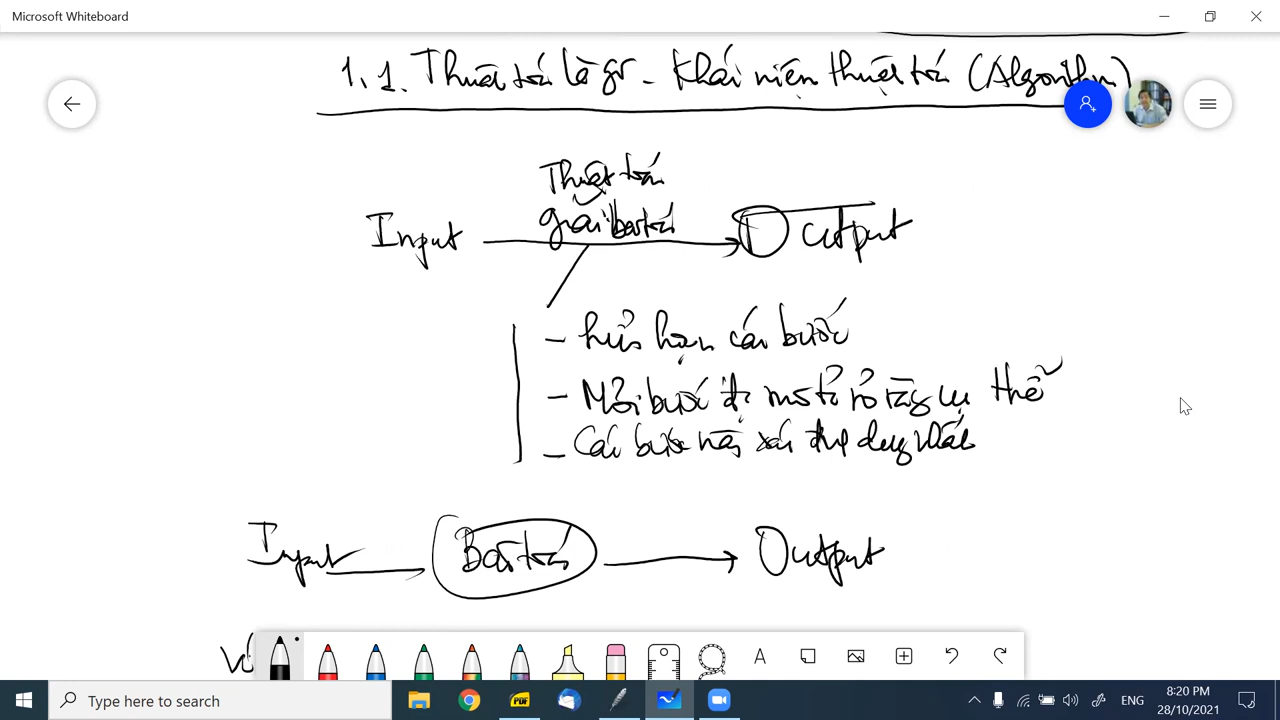 Microsoft Whiteboard
1.1. Thuật toán là gì - Khái niệm thuật toán (Algorithm)
Thuật toán
giải bài toán
Input
Output
- hữu hạn các bước
- Mỗi bước đc mô tả rõ ràng cụ thể
- Các bước này xác định duy nhất
Input
Bài toán
Output
Ví
Type here to search
ENG
8:20 PM
28/10/2021